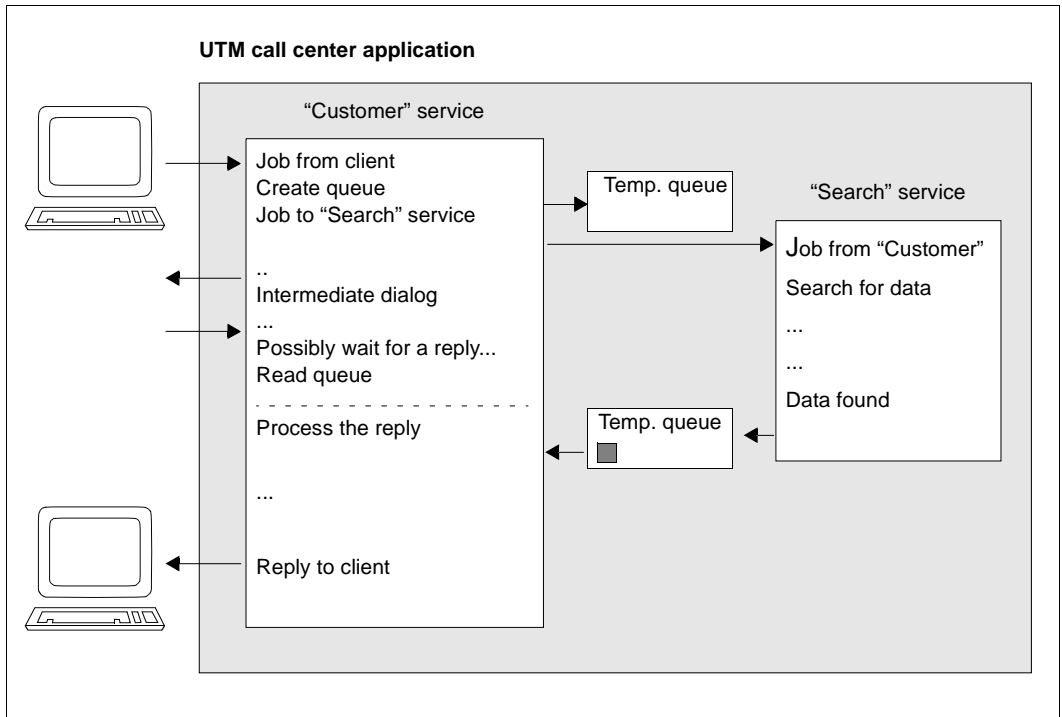 UTM call center application
“Customer” service
Job from client
Create queue
Job to “Search” service
..
Intermediate dialog
...
Possibly wait for a reply...
Read queue
Process the reply
...
Reply to client
Temp. queue
Temp. queue
“Search” service
Job from “Customer”
Search for data
...
...
Data found